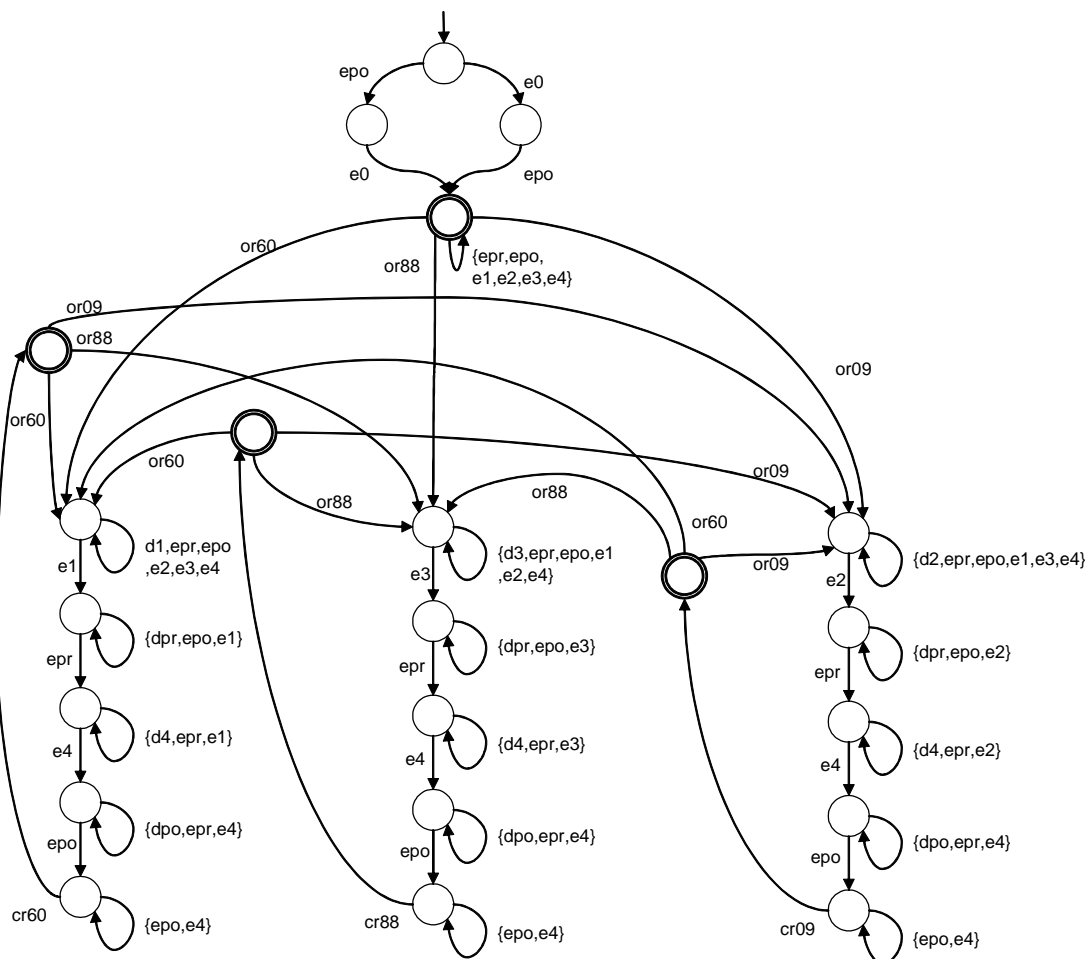 epo
e0
e0
epo
or60
or88
{epr,epo,
e1,e2,e3,e4}
or09
or88
or09
or60
or60
or88
or09
or88
or60
or09
e1
d1,epr,epo
,e2,e3,e4
e3
{d3,epr,epo,e1
,e2,e4}
e2
{d2,epr,epo,e1,e3,e4}
epr
{dpr,epo,e1}
epr
{dpr,epo,e3}
epr
{dpr,epo,e2}
e4
{d4,epr,e1}
e4
{d4,epr,e3}
e4
{d4,epr,e2}
epo
{dpo,epr,e4}
epo
{dpo,epr,e4}
epo
{dpo,epr,e4}
cr60
{epo,e4}
cr88
{epo,e4}
cr09
{epo,e4}